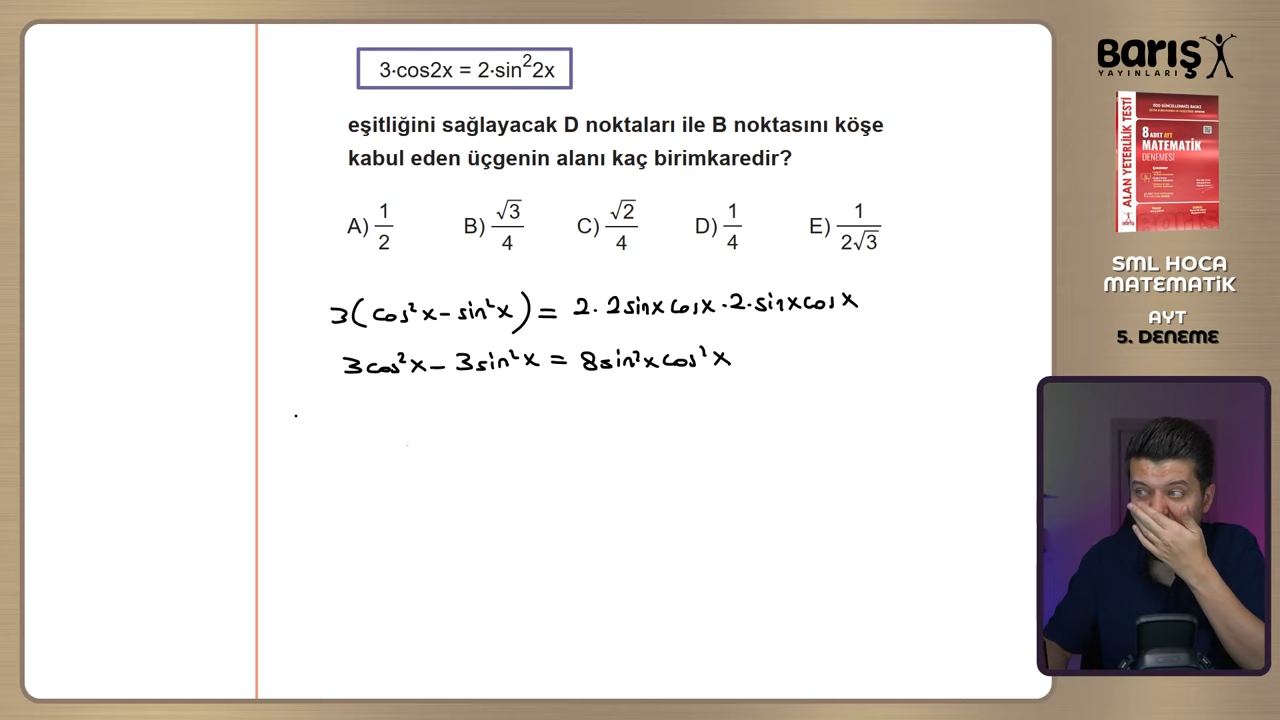 3·cos2x = 2·sin²2x
eşitliğini sağlayacak D noktaları ile B noktasını köşe
kabul eden üçgenin alanı kaç birimkaredir?
A) 1/2 B) √3/4 C) √2/4 D) 1/4 E) 1/2√3
3(cos²x - sin²x) = 2·2sinxcosx·2·sinxcosx
3cos²x - 3sin²x = 8sin²xcos²x
BARIŞ
YAYINLARI
ALAN YETERLİLİK TESTİ
8 ADET AYT
MATEMATİK
DENEMESİ
SML HOCA
MATEMATİK
AYT
5. DENEME